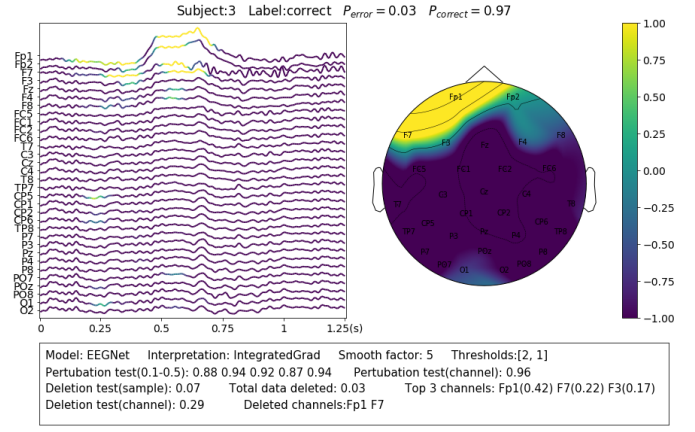 Subject:3 Label:correct P_error = 0.03 P_correct = 0.97
Fp1
Fp2
F7
F3
Fz
F4
F8
FC5
FC1
FC2
FC6
T7
C3
Cz
C4
T8
TP7
CP5
CP1
CP2
CP6
TP8
P7
P3
Pz
P4
P8
PO7
POz
PO8
O1
O2
0 0.25 0.5 0.75 1 1.25(s)
Fp1 Fp2
F7 F3 Fz F4 F8
FC5 FC1 FC2 FC6
C3 Cz C4
T7 CP1 CP2 T8
CP5 CP6
TP7 P3 Pz P4 TP8
P7 POz P8
PO7 PO8
O1 O2
1.00
0.75
0.50
0.25
0.00
−0.25
−0.50
−0.75
−1.00
Model: EEGNet Interpretation: IntegratedGrad Smooth factor: 5 Thresholds:[2, 1]
Pertubation test(0.1-0.5): 0.88 0.94 0.92 0.87 0.94 Pertubation test(channel): 0.96
Deletion test(sample): 0.07 Total data deleted: 0.03 Top 3 channels: Fp1(0.42) F7(0.22) F3(0.17)
Deletion test(channel): 0.29 Deleted channels:Fp1 F7